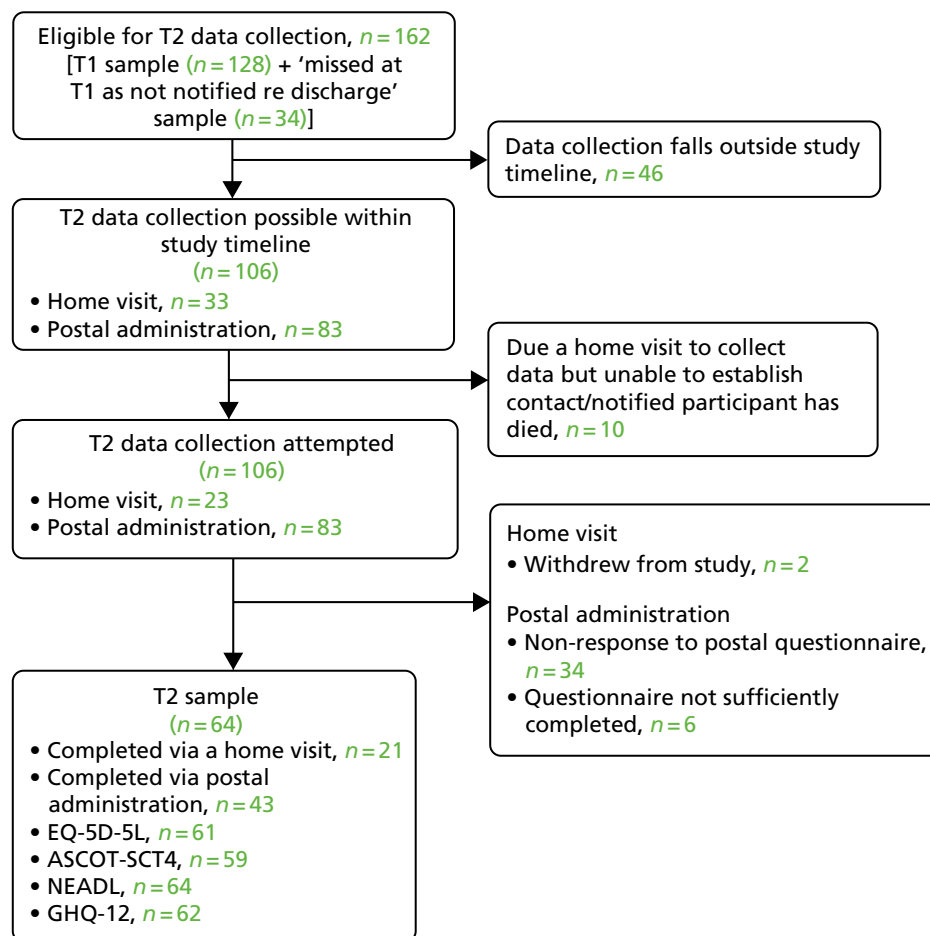 Eligible for T2 data collection, n=162
[T1 sample (n=128) + ‘missed at
T1 as not notified re discharge’
sample (n=34)]
Data collection falls outside study
timeline, n=46
T2 data collection possible within
study timeline
(n=106)
• Home visit, n=33
• Postal administration, n=83
Due a home visit to collect
data but unable to establish
contact/notified participant has
died, n=10
T2 data collection attempted
(n=106)
• Home visit, n=23
• Postal administration, n=83
Home visit
• Withdrew from study, n=2
Postal administration
• Non-response to postal questionnaire,
n=34
• Questionnaire not sufficiently
completed, n=6
T2 sample
(n=64)
• Completed via a home visit, n=21
• Completed via postal
administration, n=43
• EQ-5D-5L, n=61
• ASCOT-SCT4, n=59
• NEADL, n=64
• GHQ-12, n=62